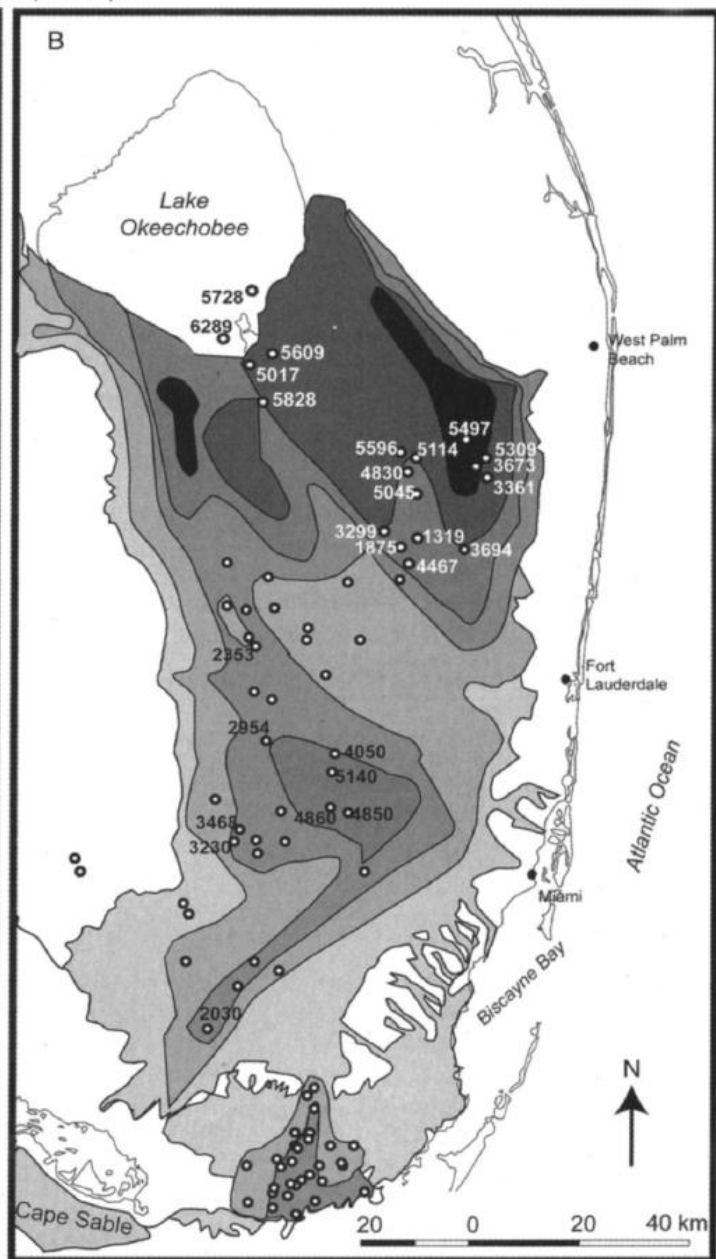 B
Lake
Okeechobee
5728
6289
5609
5017
5828
West Palm
Beach
5497
5596
5114
5309
4830
3673
5045
3361
3299
1319
1875
3694
4467
2353
Fort
Lauderdale
2954
4050
5140
4860
4850
3468
3230
Atlantic Ocean
Miami
Biscayne Bay
2030
N
Cape Sable
20 0 20 40 km